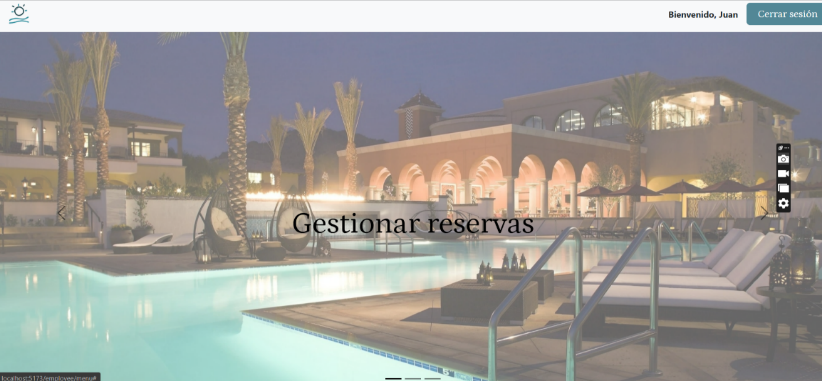 Bienvenido, Juan
Cerrar sesión
Gestionar reservas
localhost:5173/employee/menu#